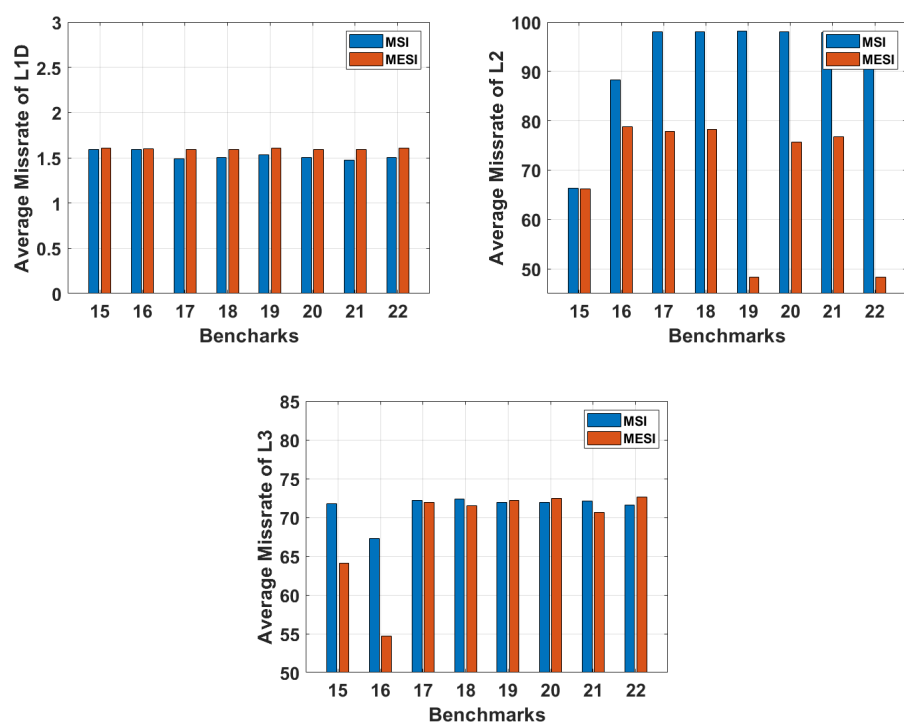 Average Missrate of L1D
3
2.5
2
1.5
1
0.5
0
MSI
MESI
15 16 17 18 19 20 21 22
Bencharks
Average Missrate of L2
100
90
80
70
60
50
MSI
MESI
15 16 17 18 19 20 21 22
Benchmarks
Average Missrate of L3
85
80
75
70
65
60
55
50
MSI
MESI
15 16 17 18 19 20 21 22
Benchmarks